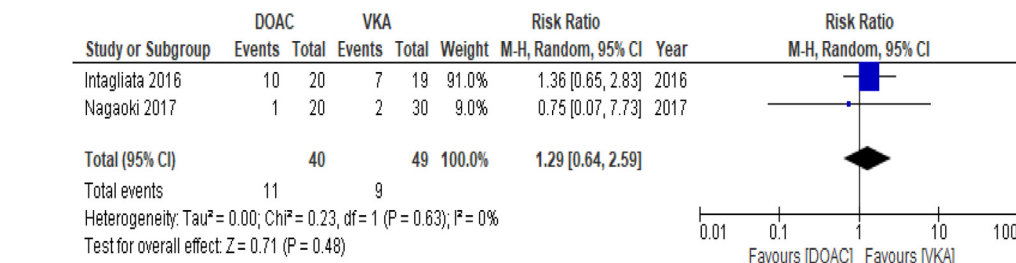 DOAC VKA Risk Ratio Risk Ratio
Study or Subgroup Events Total Events Total Weight M-H, Random, 95% CI Year M-H, Random, 95% CI
Intagliata 2016 10 20 7 19 91.0% 1.36 [0.65, 2.83] 2016
Nagaoki 2017 1 20 2 30 9.0% 0.75 [0.07, 7.73] 2017
Total (95% CI) 40 49 100.0% 1.29 [0.64, 2.59]
Total events 11 9
Heterogeneity: Tau² = 0.00; Chi² = 0.23, df = 1 (P = 0.63); I² = 0%
Test for overall effect: Z = 0.71 (P = 0.48)
0.01 0.1 1 10 100
Favours [DOAC] Favours [VKA]